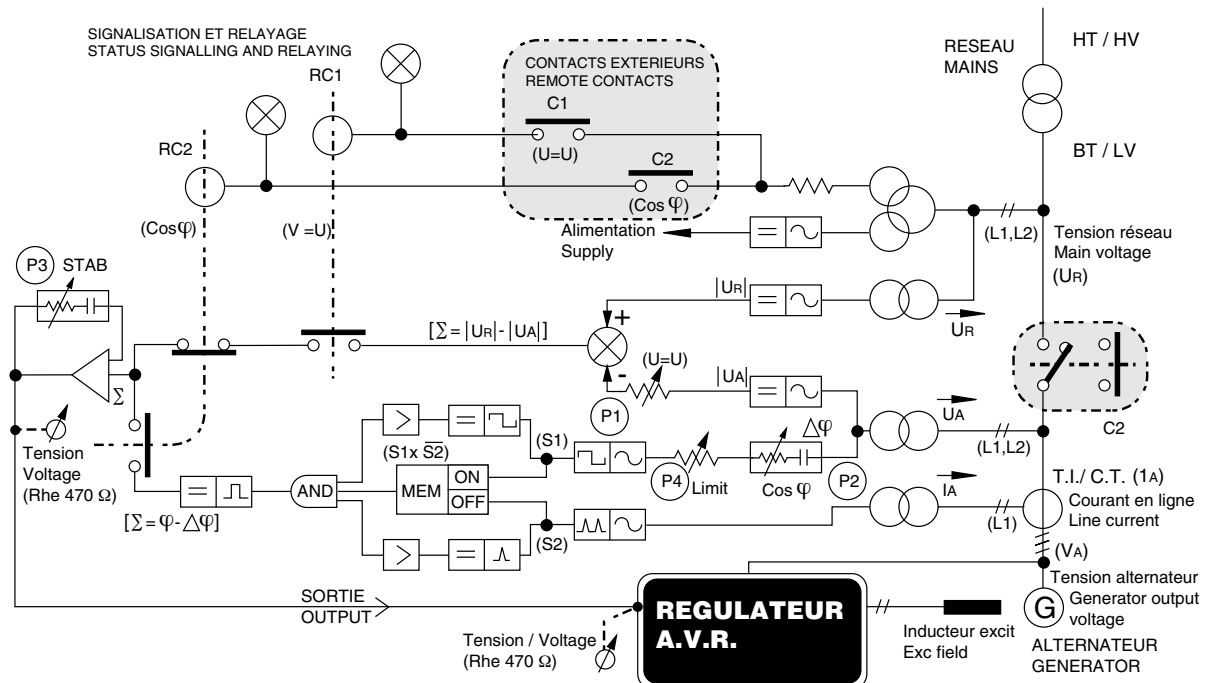 SIGNALISATION ET RELAYAGE
STATUS SIGNALLING AND RELAYING
RC1
RC2
CONTACTS EXTERIEURS
REMOTE CONTACTS
C1
(U=U)
C2
(Cos φ)
RESEAU
MAINS
HT / HV
BT / LV
(Cosφ)
(V =U)
Alimentation
Supply
=
(L1,L2)
Tension réseau
Main voltage
(UR)
P3
STAB
|UR|
=
UR
[Σ = |UR| - |UA| ]
+
-
(U=U)
P1
|UA|
=
UA
(L1,L2)
C2
Σ
Tension
Voltage
(Rhe 470 Ω)
>
=
(S1x S̅2̅)
(S1)
P4
Limit
Δφ
Cos φ
P2
IA
T.I./ C.T. (1A)
Courant en ligne
Line current
(L1)
=
[Σ = φ - Δφ]
AND
MEM
ON
OFF
(S2)
>
=
(VA)
SORTIE
OUTPUT
Tension / Voltage
(Rhe 470 Ω)
REGULATEUR
A.V.R.
Inducteur excit
Exc field
G
Tension alternateur
Generator output
voltage
ALTERNATEUR
GENERATOR